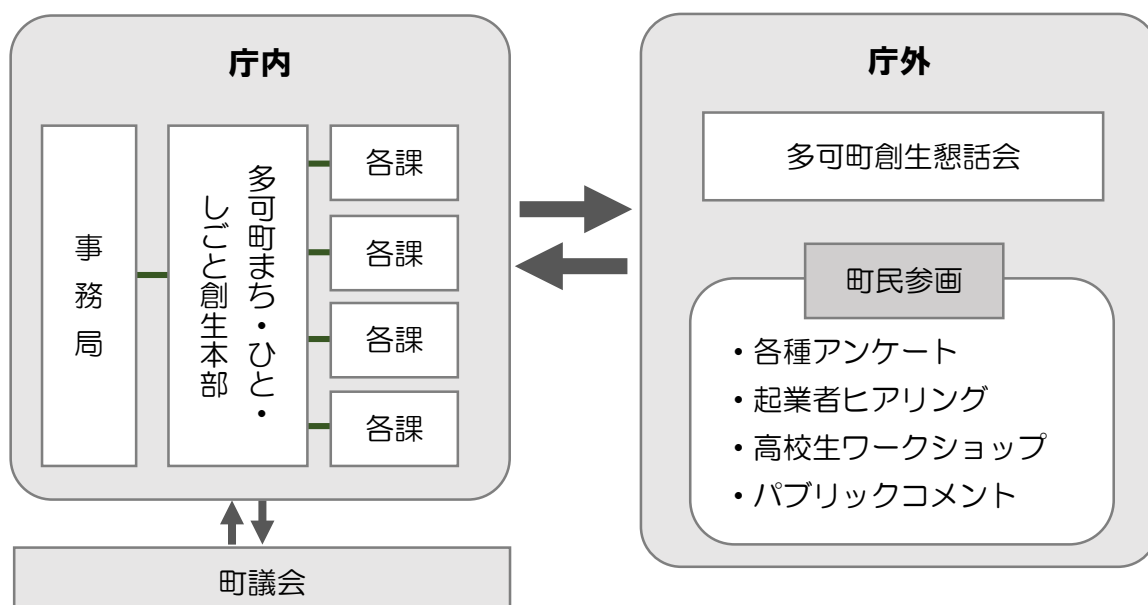 庁内
事務局
多可町まち・ひと・
しごと創生本部
各課
各課
各課
各課
町議会
庁外
多可町創生懇話会
町民参画
・各種アンケート
・起業者ヒアリング
・高校生ワークショップ
・パブリックコメント